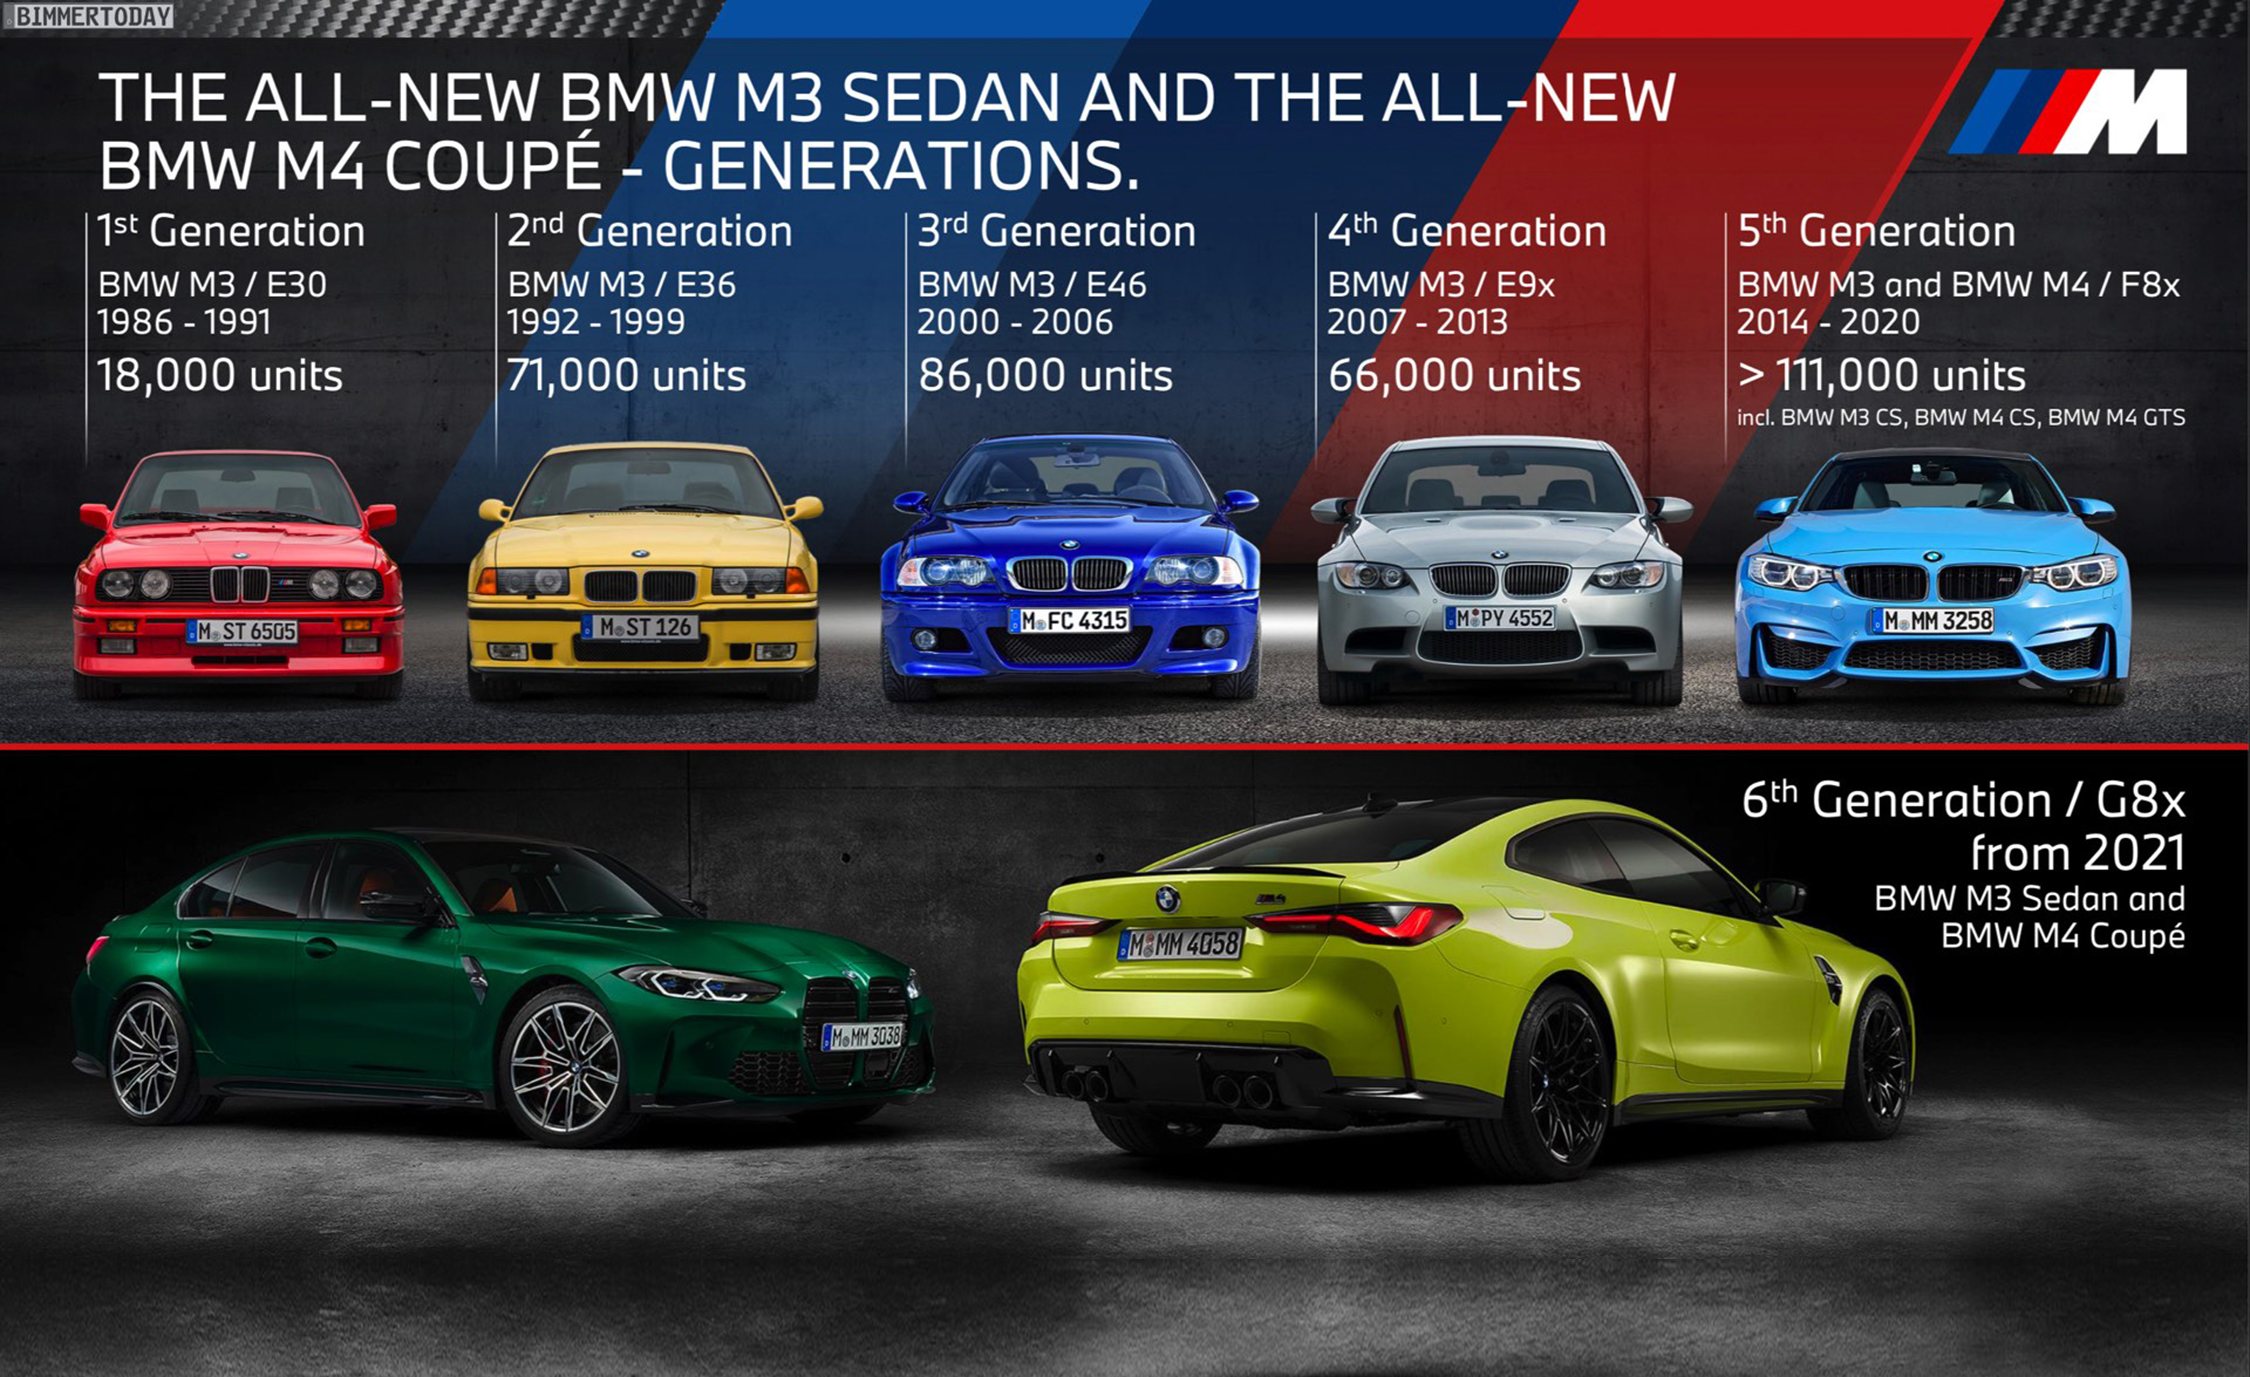 BIMMERTODAY
THE ALL-NEW BMW M3 SEDAN AND THE ALL-NEW
BMW M4 COUPÉ - GENERATIONS.
M
1st Generation
BMW M3 / E30
1986 - 1991
18,000 units
2nd Generation
BMW M3 / E36
1992 - 1999
71,000 units
3rd Generation
BMW M3 / E46
2000 - 2006
86,000 units
4th Generation
BMW M3 / E9x
2007 - 2013
66,000 units
5th Generation
BMW M3 and BMW M4 / F8x
2014 - 2020
> 111,000 units
incl. BMW M3 CS, BMW M4 CS, BMW M4 GTS
M ST 6505
M ST 126
M FC 4315
M PY 4552
M MM 3258
6th Generation / G8x
from 2021
BMW M3 Sedan and
BMW M4 Coupé
M MM 3038
M4
M MM 4058